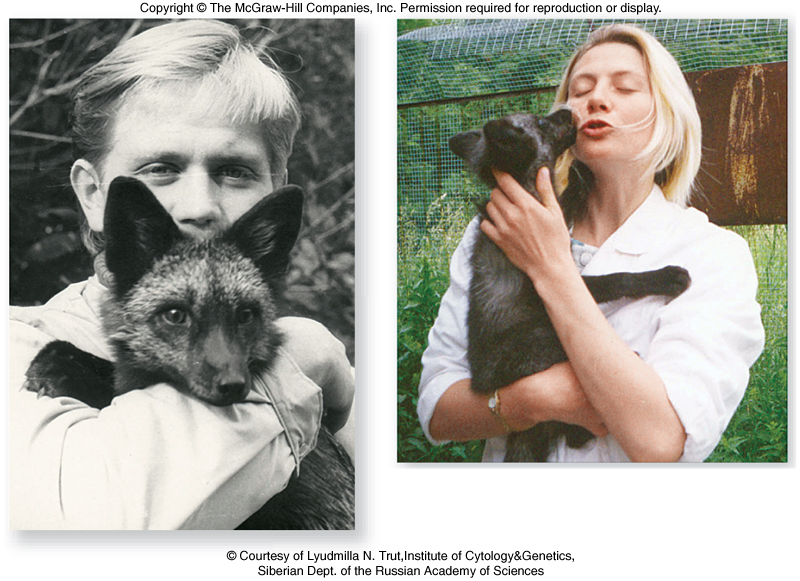 Copyright © The McGraw-Hill Companies, Inc. Permission required for reproduction or display.
© Courtesy of Lyudmilla N. Trut,Institute of Cytology&Genetics,
Siberian Dept. of the Russian Academy of Sciences